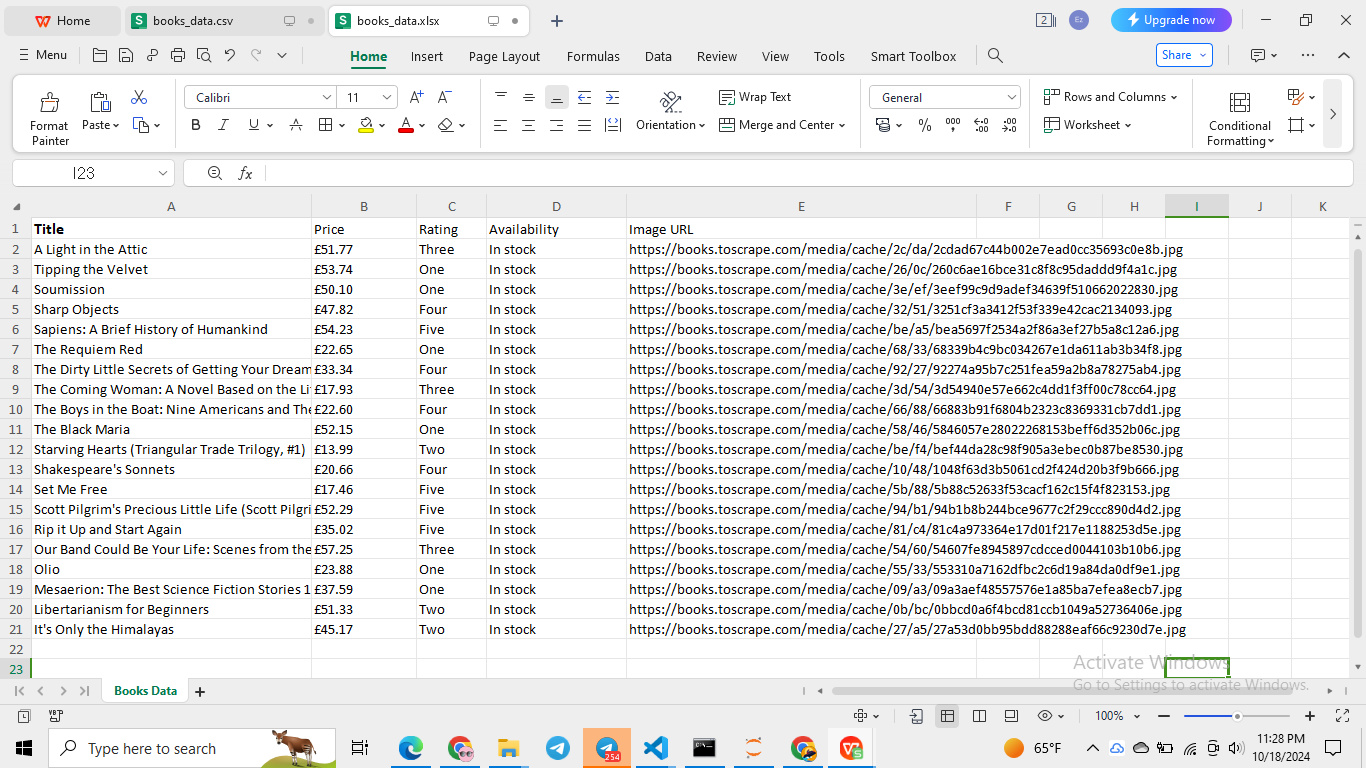 Home books_data.csv books_data.xlsx 2 Ez Upgrade now
Menu Home Insert Page Layout Formulas Data Review View Tools Smart Toolbox Share
Format Painter Paste Calibri 11 A+ A- B I U A A Orientation Wrap Text Merge and Center General % Rows and Columns Worksheet Conditional Formatting
I23 fx
A B C D E F G H I J K
1 Title Price Rating Availability Image URL
2 A Light in the Attic £51.77 Three In stock https://books.toscrape.com/media/cache/2c/da/2cdad67c44b002e7ead0cc35693c0e8b.jpg
3 Tipping the Velvet £53.74 One In stock https://books.toscrape.com/media/cache/26/0c/260c6ae16bce31c8f8c95daddd9f4a1c.jpg
4 Soumission £50.10 One In stock https://books.toscrape.com/media/cache/3e/ef/3eef99c9d9adef34639f510662022830.jpg
5 Sharp Objects £47.82 Four In stock https://books.toscrape.com/media/cache/32/51/3251cf3a3412f53f339e42cac2134093.jpg
6 Sapiens: A Brief History of Humankind £54.23 Five In stock https://books.toscrape.com/media/cache/be/a5/bea5697f2534a2f86a3ef27b5a8c12a6.jpg
7 The Requiem Red £22.65 One In stock https://books.toscrape.com/media/cache/68/33/68339b4c9bc034267e1da611ab3b34f8.jpg
8 The Dirty Little Secrets of Getting Your Dream £33.34 Four In stock https://books.toscrape.com/media/cache/92/27/92274a95b7c251fea59a2b8a78275ab4.jpg
9 The Coming Woman: A Novel Based on the Li £17.93 Three In stock https://books.toscrape.com/media/cache/3d/54/3d54940e57e662c4dd1f3ff00c78cc64.jpg
10 The Boys in the Boat: Nine Americans and The £22.60 Four In stock https://books.toscrape.com/media/cache/66/88/66883b91f6804b2323c8369331cb7dd1.jpg
11 The Black Maria £52.15 One In stock https://books.toscrape.com/media/cache/58/46/5846057e28022268153beff6d352b06c.jpg
12 Starving Hearts (Triangular Trade Trilogy, #1) £13.99 Two In stock https://books.toscrape.com/media/cache/be/f4/bef44da28c98f905a3ebec0b87be8530.jpg
13 Shakespeare's Sonnets £20.66 Four In stock https://books.toscrape.com/media/cache/10/48/1048f63d3b5061cd2f424d20b3f9b666.jpg
14 Set Me Free £17.46 Five In stock https://books.toscrape.com/media/cache/5b/88/5b88c52633f53cacf162c15f4f823153.jpg
15 Scott Pilgrim's Precious Little Life (Scott Pilgri £52.29 Five In stock https://books.toscrape.com/media/cache/94/b1/94b1b8b244bce9677c2f29ccc890d4d2.jpg
16 Rip it Up and Start Again £35.02 Five In stock https://books.toscrape.com/media/cache/81/c4/81c4a973364e17d01f217e1188253d5e.jpg
17 Our Band Could Be Your Life: Scenes from the £57.25 Three In stock https://books.toscrape.com/media/cache/54/60/54607fe8945897cdcced0044103b10b6.jpg
18 Olio £23.88 One In stock https://books.toscrape.com/media/cache/55/33/553310a7162dfbc2c6d19a84da0df9e1.jpg
19 Mesaerion: The Best Science Fiction Stories 1 £37.59 One In stock https://books.toscrape.com/media/cache/09/a3/09a3aef48557576e1a85ba7efea8ecb7.jpg
20 Libertarianism for Beginners £51.33 Two In stock https://books.toscrape.com/media/cache/0b/bc/0bbcd0a6f4bcd81ccb1049a52736406e.jpg
21 It's Only the Himalayas £45.17 Two In stock https://books.toscrape.com/media/cache/27/a5/27a53d0bb95bdd88288eaf66c9230d7e.jpg
22
23
Activate Windows
Go to Settings to activate Windows.
Books Data
100%
Type here to search 254 65°F 11:28 PM
10/18/2024